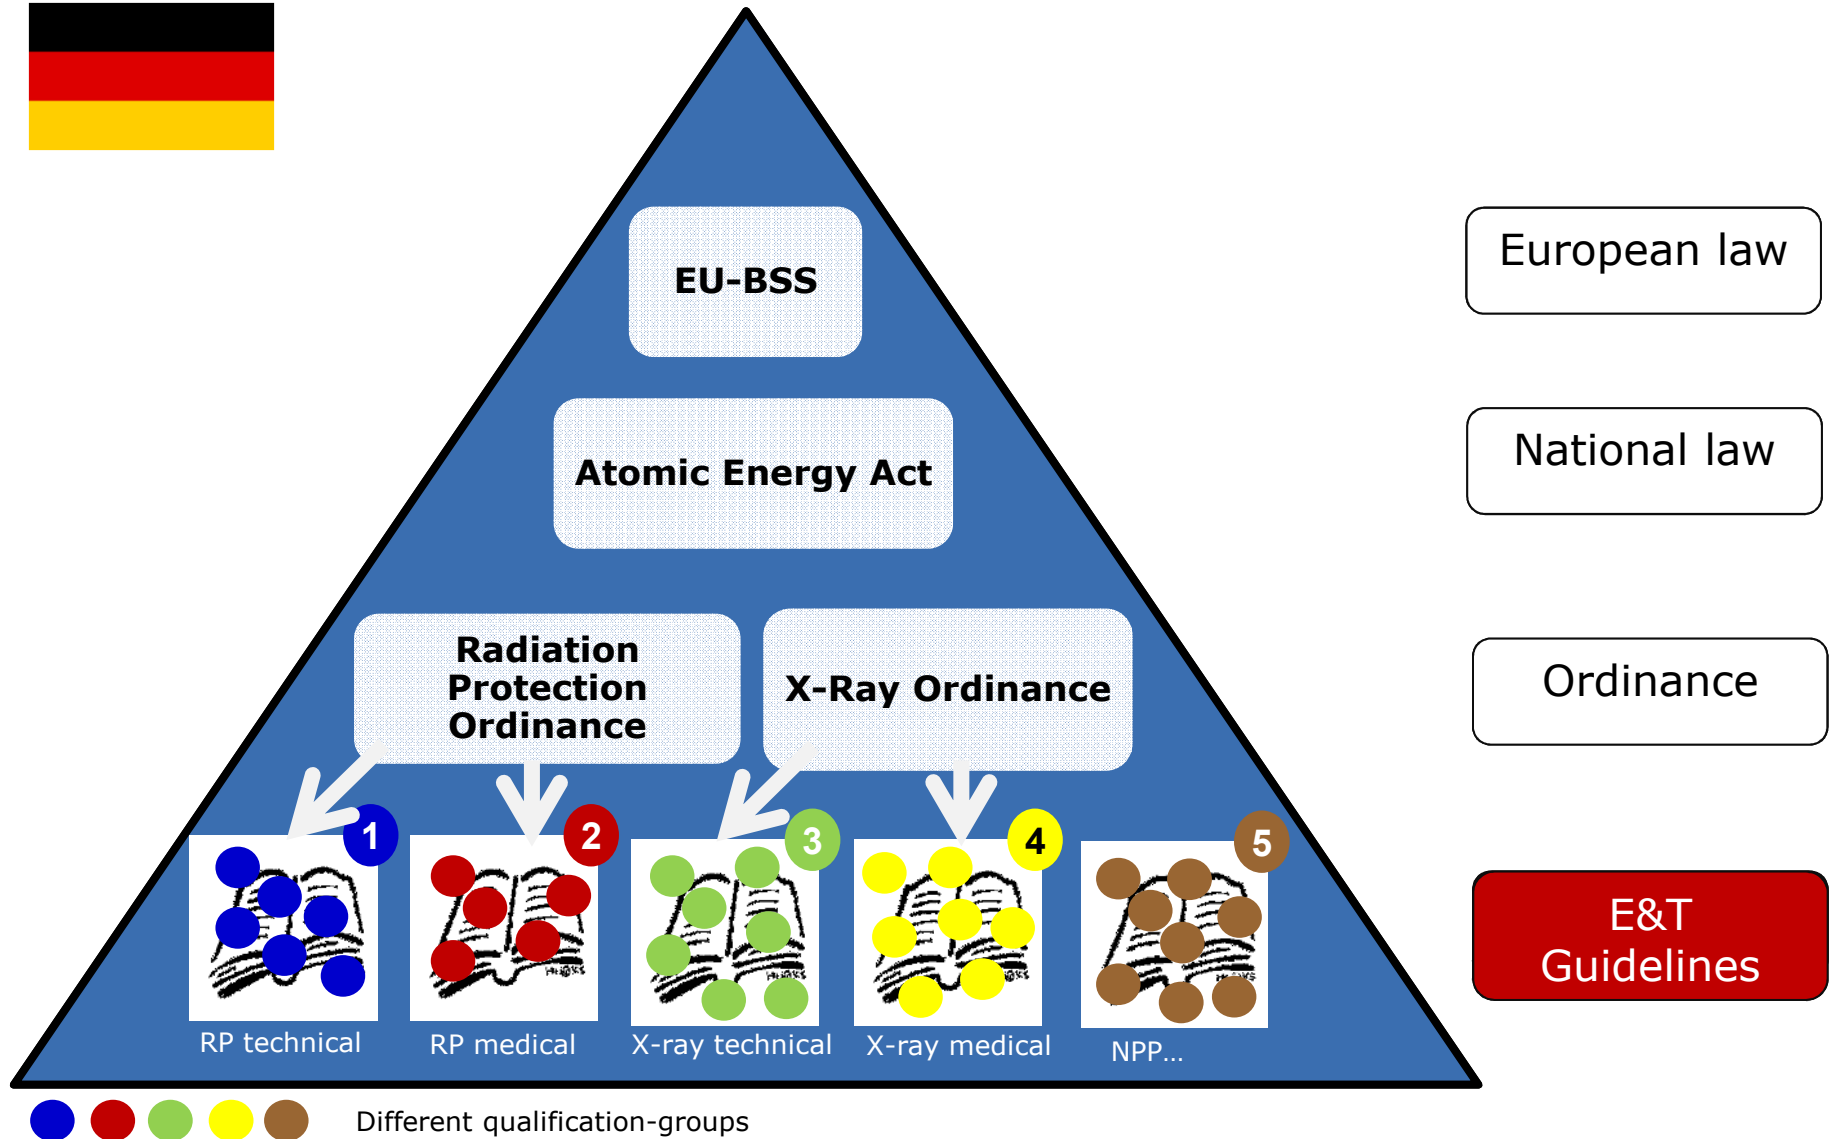 EU-BSS
European law
Atomic Energy Act
National law
Radiation
Protection
Ordinance
X-Ray Ordinance
Ordinance
1
2
3
4
5
E&T
Guidelines
RP technical
RP medical
X-ray technical
X-ray medical
NPP...
Different qualification-groups